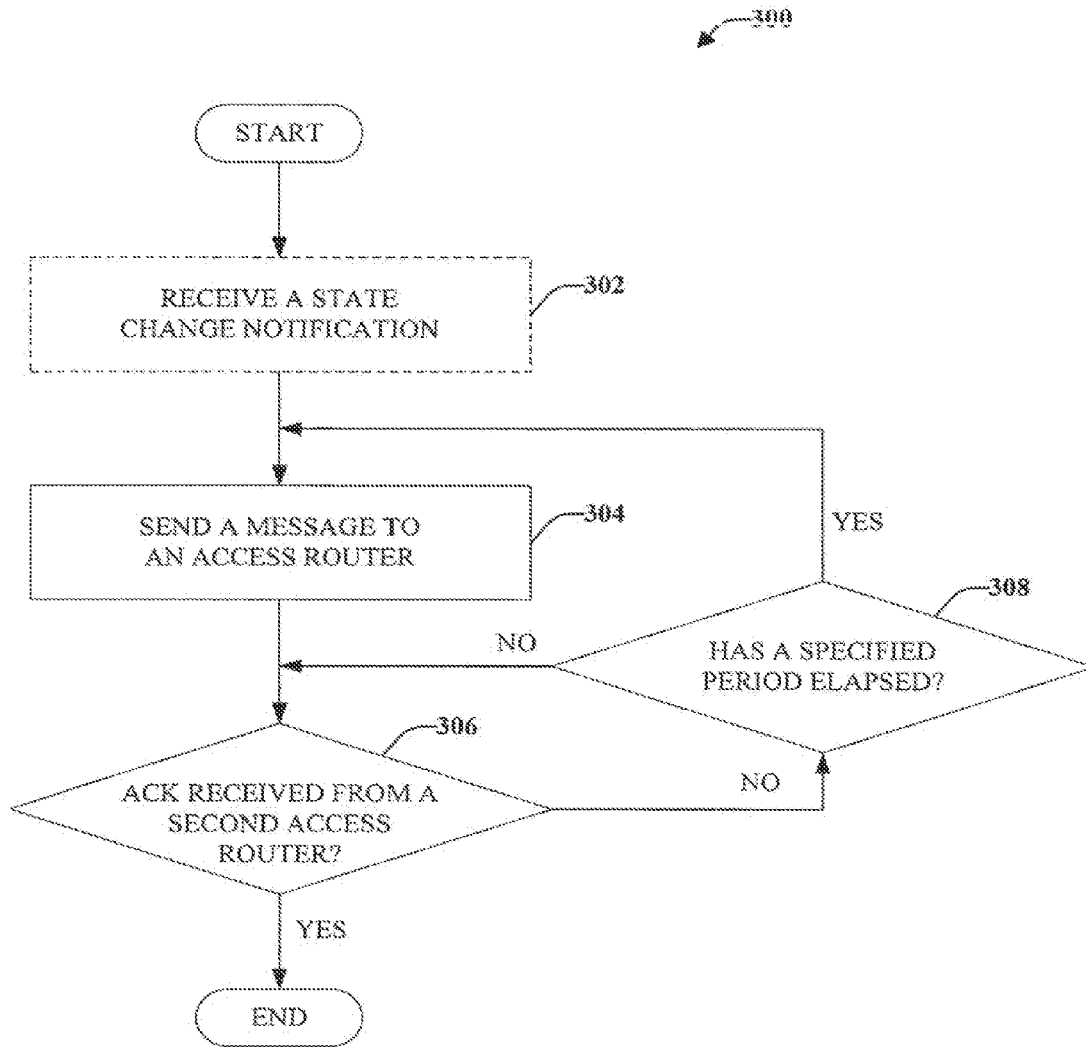 300
START
RECEIVE A STATE
CHANGE NOTIFICATION
302
SEND A MESSAGE TO
AN ACCESS ROUTER
304
YES
308
NO
HAS A SPECIFIED
PERIOD ELAPSED?
306
ACK RECEIVED FROM A
SECOND ACCESS
ROUTER?
NO
YES
END